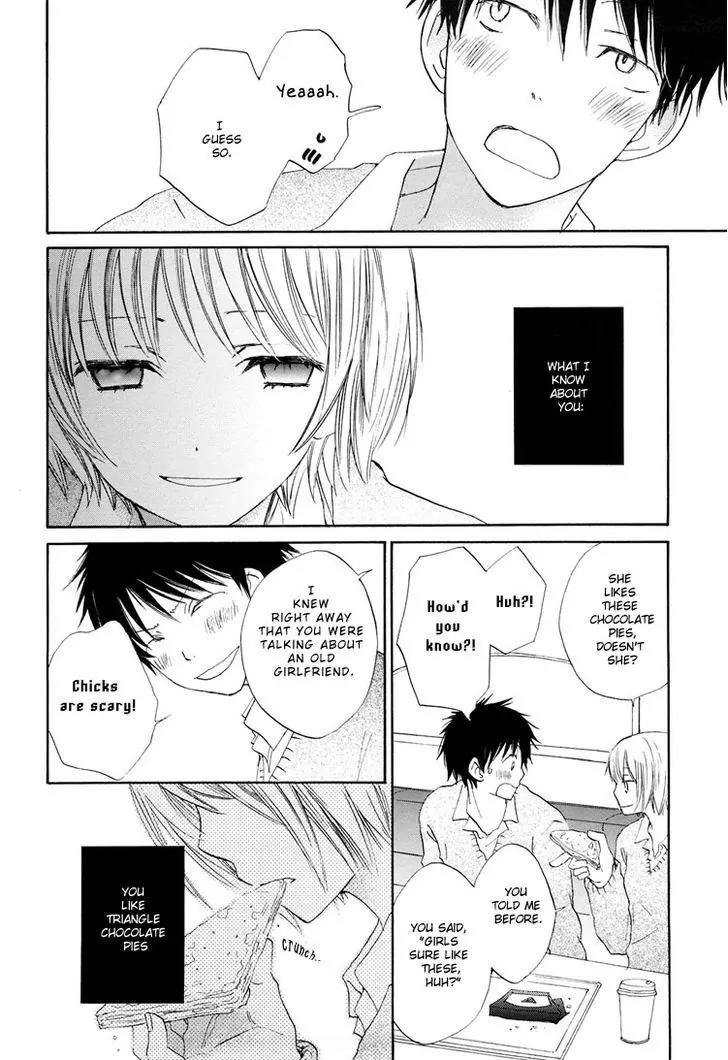 Yeaaah.
I
GUESS
SO.
WHAT I
KNOW
ABOUT
YOU:
SHE
LIKES
THESE
CHOCOLATE
PIES,
DOESN'T
SHE?
Huh?!
How'd
you
know?!
YOU
TOLD ME
BEFORE.
YOU SAID,
"GIRLS
SURE LIKE
THESE,
HUH?"
I
KNEW
RIGHT AWAY
THAT YOU WERE
TALKING ABOUT
AN OLD
GIRLFRIEND.
Chicks
are scary!
YOU
LIKE
TRIANGLE
CHOCOLATE
PIES
crunch..